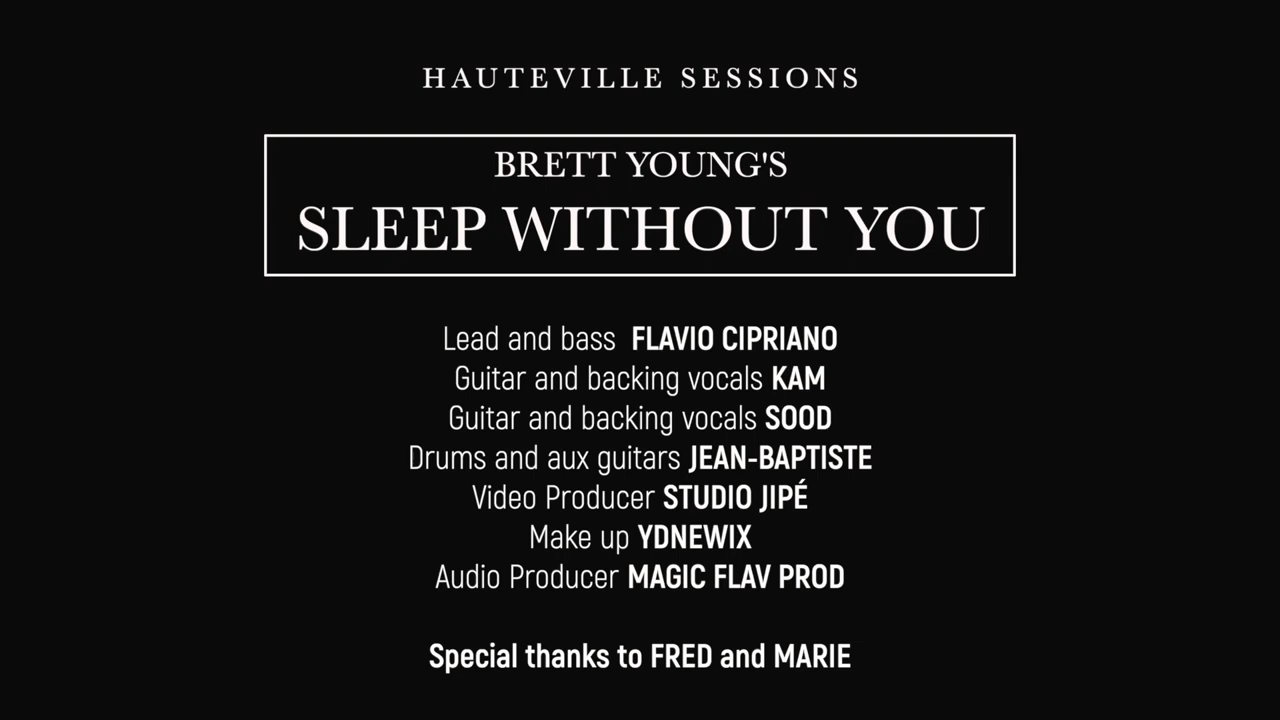 HAUTEVILLE SESSIONS
BRETT YOUNG'S
SLEEP WITHOUT YOU
Lead and bass FLAVIO CIPRIANO
Guitar and backing vocals KAM
Guitar and backing vocals SOOD
Drums and aux guitars JEAN-BAPTISTE
Video Producer STUDIO JIPÉ
Make up YDNEWIX
Audio Producer MAGIC FLAV PROD
Special thanks to FRED and MARIE